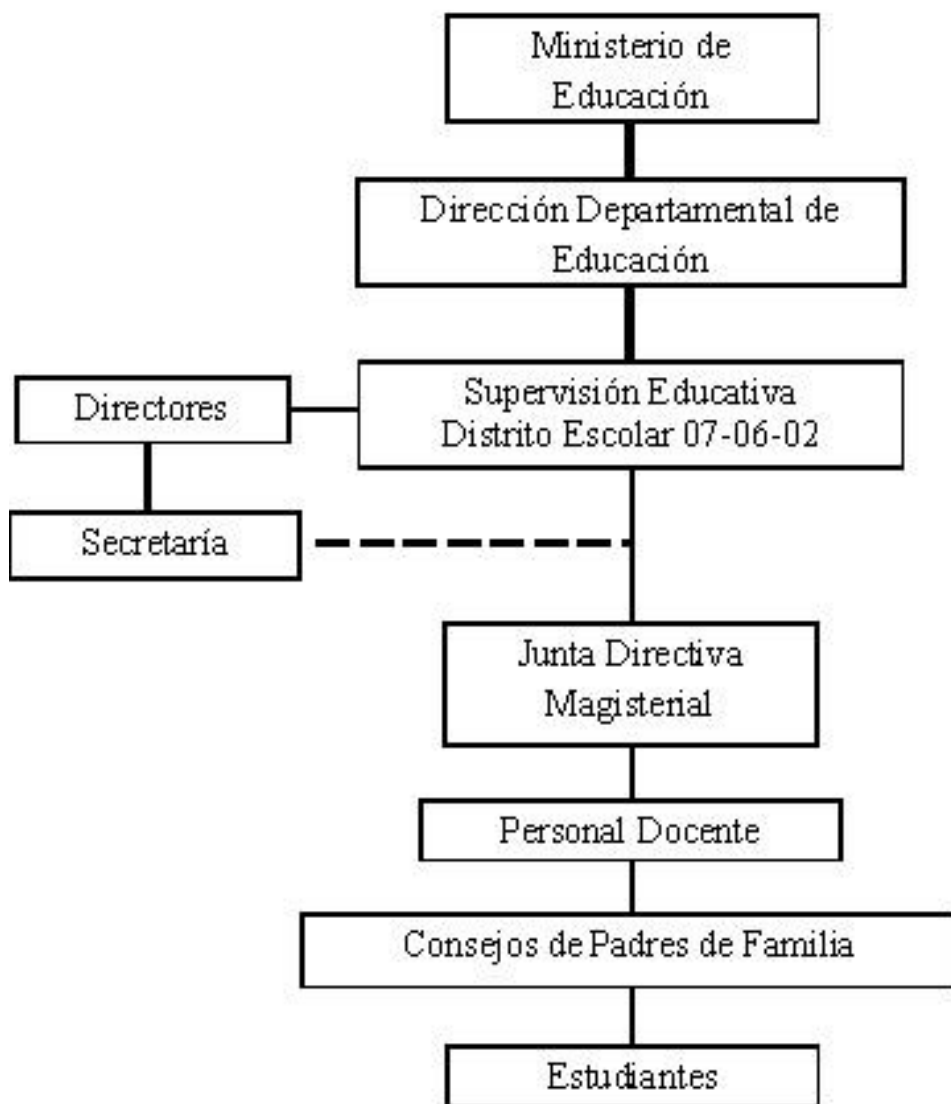 Ministerio de
Educación
Dirección Departamental de
Educación
Supervisión Educativa
Distrito Escolar 07-06-02
Directores
Secretaría
Junta Directiva
Magisterial
Personal Docente
Consejos de Padres de Familia
Estudiantes